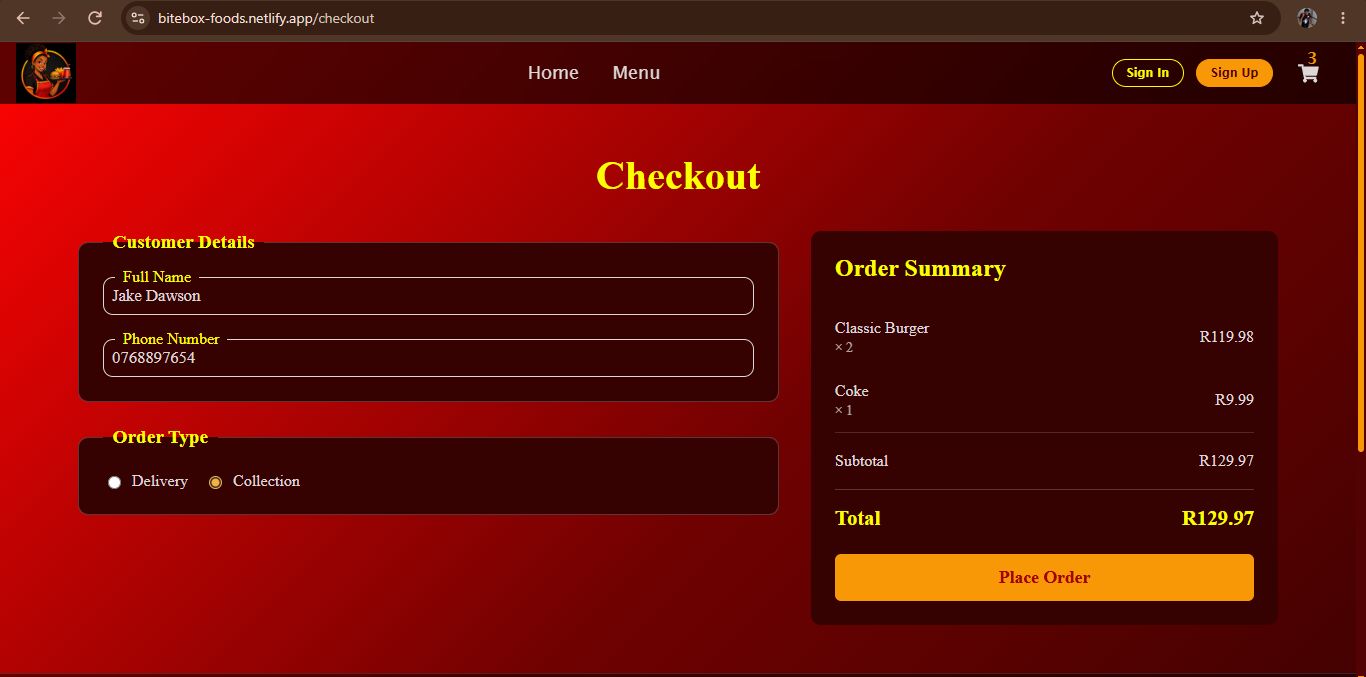 bitebox-foods.netlify.app/checkout
Home
Menu
Sign In
Sign Up
3
Checkout
Customer Details
Full Name
Jake Dawson
Phone Number
0768897654
Order Type
Delivery
Collection
Order Summary
Classic Burger
× 2
R119.98
Coke
× 1
R9.99
Subtotal
R129.97
Total
R129.97
Place Order